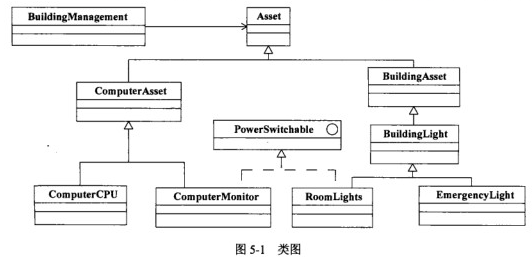 BuildingManagement
Asset
ComputerAsset
BuildingAsset
PowerSwitchable
BuildingLight
ComputerCPU
ComputerMonitor
RoomLights
EmergencyLight
图 5-1 类图